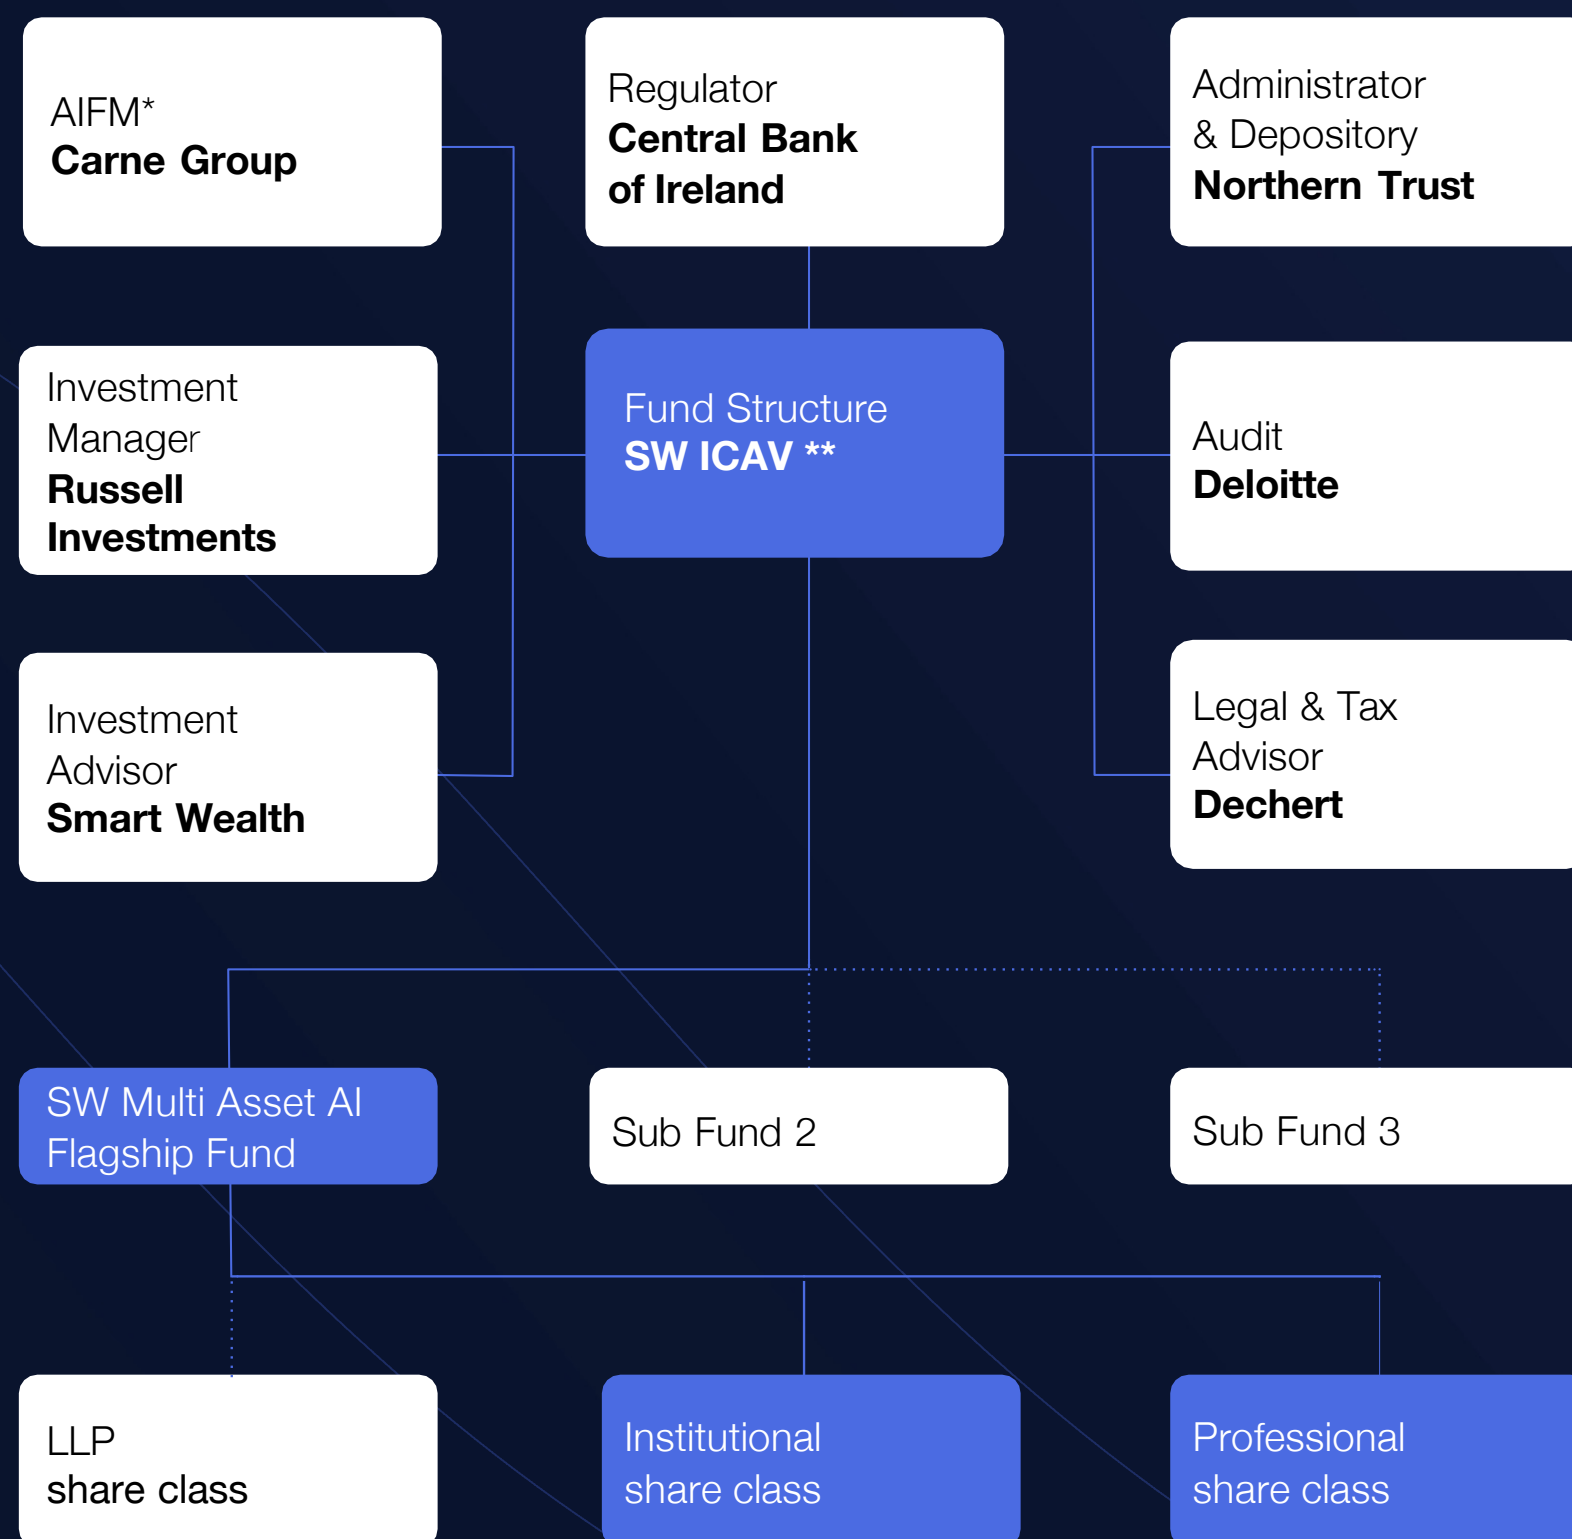 AIFM*
Carne Group
Regulator
Central Bank
of Ireland
Administrator
& Depository
Northern Trust
Investment
Manager
Russell
Investments
Fund Structure
SW ICAV **
Audit
Deloitte
Investment
Advisor
Smart Wealth
Legal & Tax
Advisor
Dechert
SW Multi Asset AI
Flagship Fund
Sub Fund 2
Sub Fund 3
LLP
share class
Institutional
share class
Professional
share class